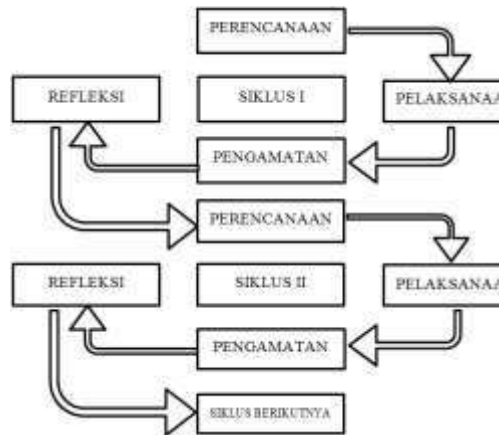 PERENCANAAN
REFLEKSI
SIKLUS I
PELAKSANAA
PENGAMATAN
PERENCANAAN
REFLEKSI
SIKLUS II
PELAKSANAA
PENGAMATAN
SIKLUS BERIKUTNYA